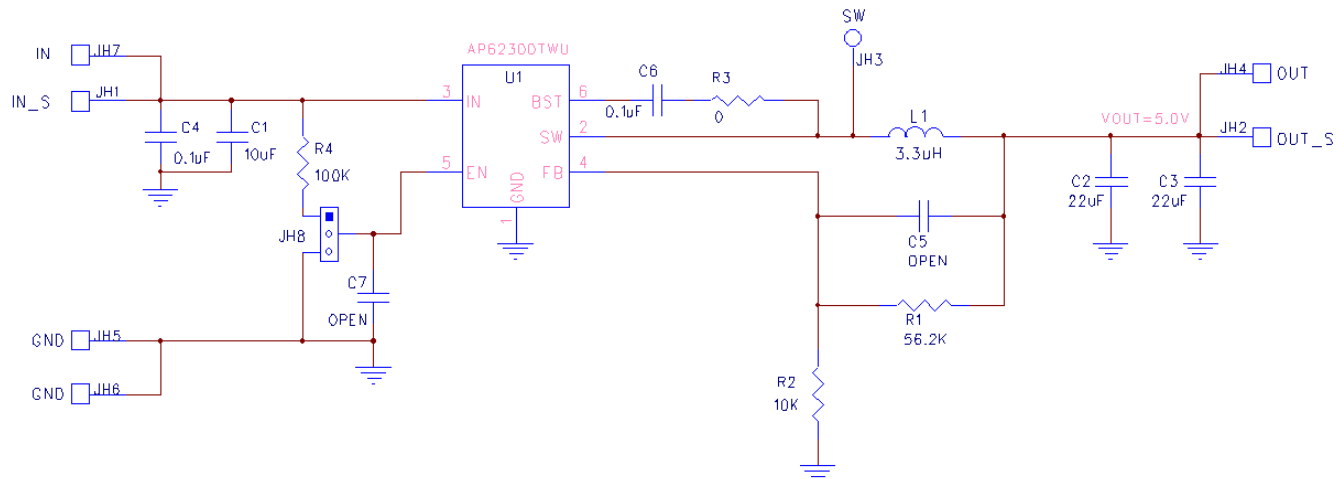 SW
IN
JH7
AP62300TWU
U1
JH3
IN_S
JH1
3
IN
BST
6
C6
0.1uF
R3
0
JH4
OUT
C4
0.1uF
C1
10uF
SW
2
L1
3.3uH
VOUT=5.0V
JH2
OUT_S
R4
100K
5
EN
FB
4
GND
1
C2
22uF
C3
22uF
JH8
C5
OPEN
C7
OPEN
R1
56.2K
GND
JH5
GND
JH6
R2
10K